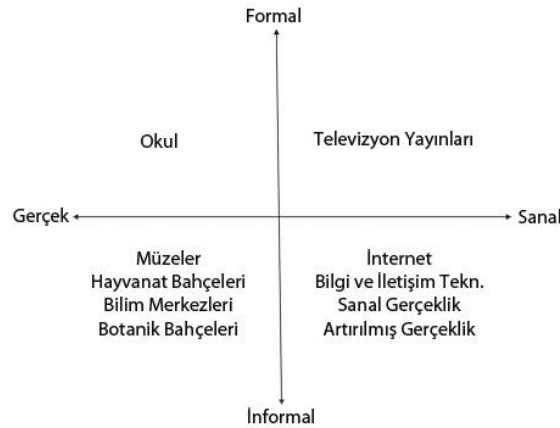 Formal
Okul
Televizyon Yayınları
Gerçek
Sanal
Müzeler
Hayvanat Bahçeleri
Bilim Merkezleri
Botanik Bahçeleri
İnternet
Bilgi ve İletişim Tekn.
Sanal Gerçeklik
Artırılmış Gerçeklik
İnformal